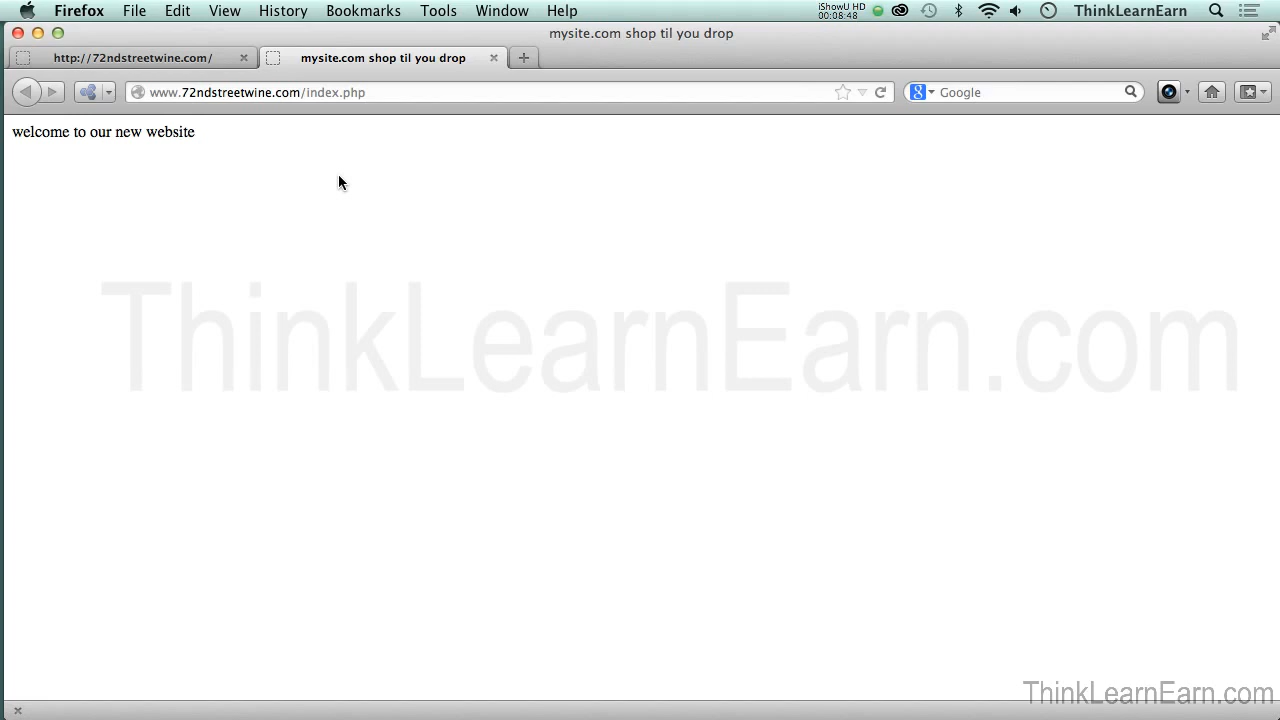 Firefox File Edit View History Bookmarks Tools Window Help iShowU HD 00:08:48 ThinkLearnEarn
mysite.com shop til you drop
http://72ndstreetwine.com/ mysite.com shop til you drop
www.72ndstreetwine.com/index.php Google
welcome to our new website
ThinkLearnEarn.com
ThinkLearnEarn.com